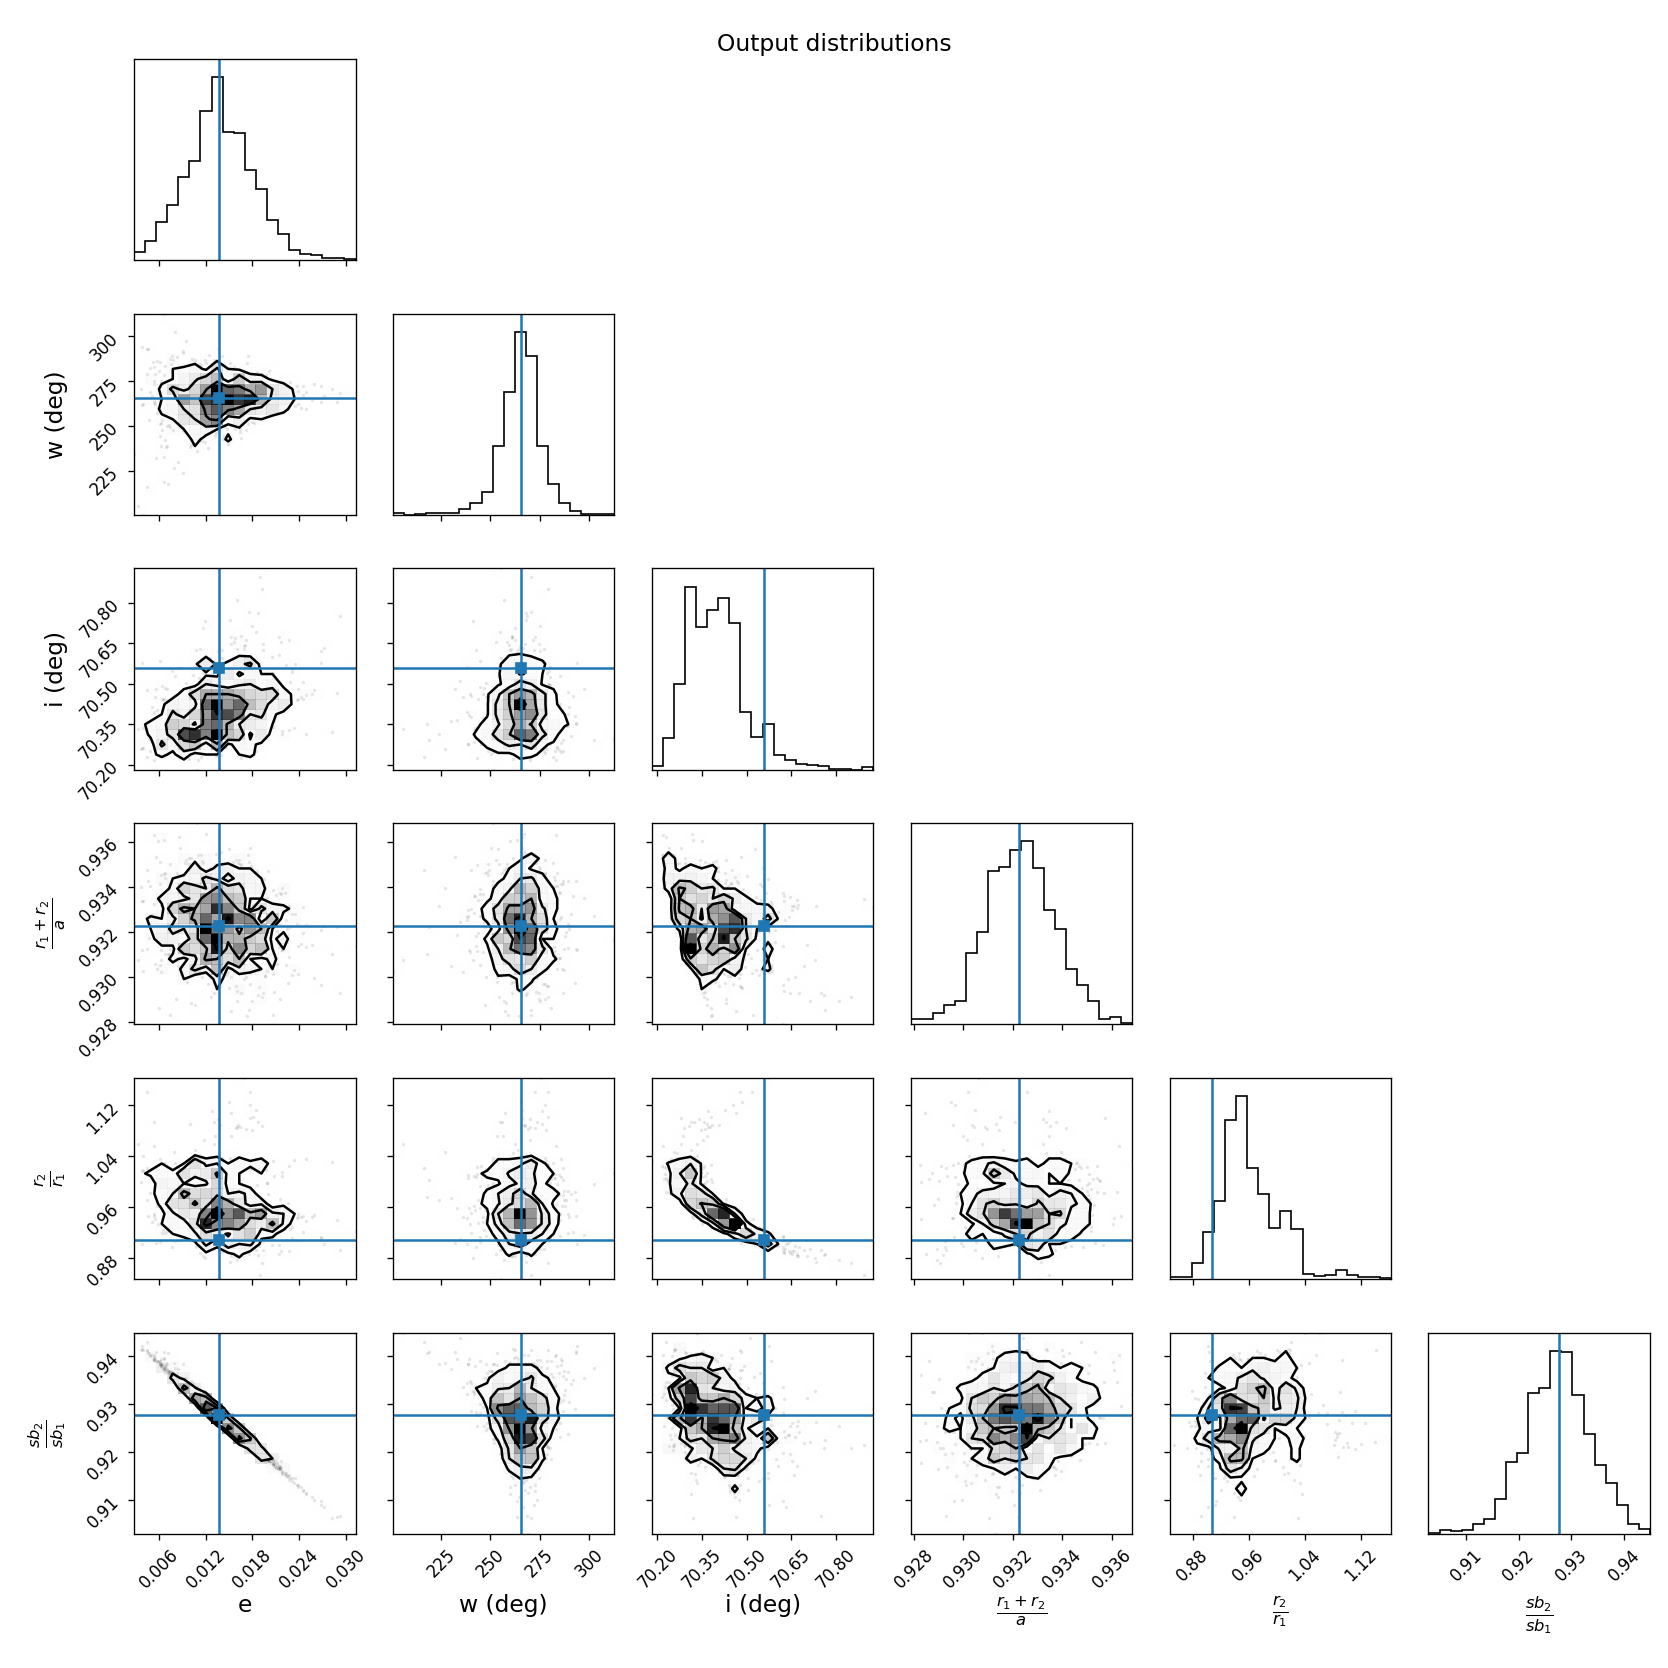 Output distributions
300
275
250
225
w (deg)
70.80
70.65
70.50
70.35
70.20
i (deg)
0.936
0.934
0.932
0.930
0.928
r₁ + r₂
a
1.12
1.04
0.96
0.88
r₂
r₁
0.94
0.93
0.92
0.91
sb₂
sb₁
0.006 0.012 0.018 0.024 0.030 225 250 275 300 70.20 70.35 70.50 70.65 70.80 0.928 0.930 0.932 0.934 0.936 0.88 0.96 1.04 1.12 0.91 0.92 0.93 0.94
e w (deg) i (deg)
r₁ + r₂
a
r₂
r₁
sb₂
sb₁